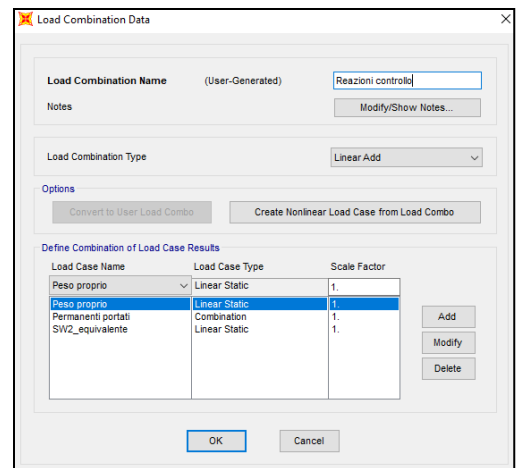 Load Combination Data
Load Combination Name (User-Generated) Reazioni controllo
Notes Modify/Show Notes...
Load Combination Type Linear Add
Options
Convert to User Load Combo Create Nonlinear Load Case from Load Combo
Define Combination of Load Case Results
Load Case Name Load Case Type Scale Factor
Peso proprio Linear Static 1.
Peso proprio Linear Static 1.
Permanenti portati Combination 1.
SW2_equivalente Linear Static 1.
Add
Modify
Delete
OK Cancel